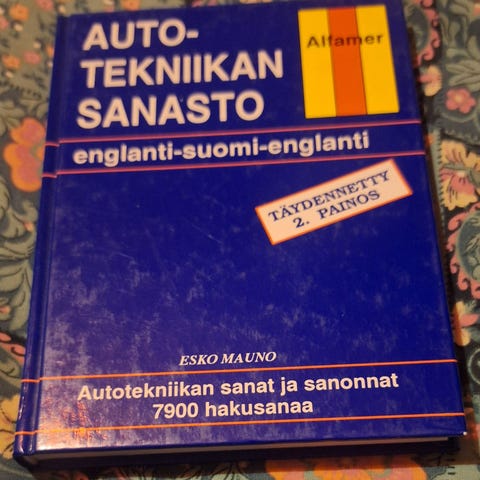 AUTO-
TEKNIIKAN
SANASTO
Alfamer
englanti-suomi-englanti
TÄYDENNETTY
2. PAINOS
ESKO MAUNO
Autotekniikan sanat ja sanonnat
7900 hakusanaa